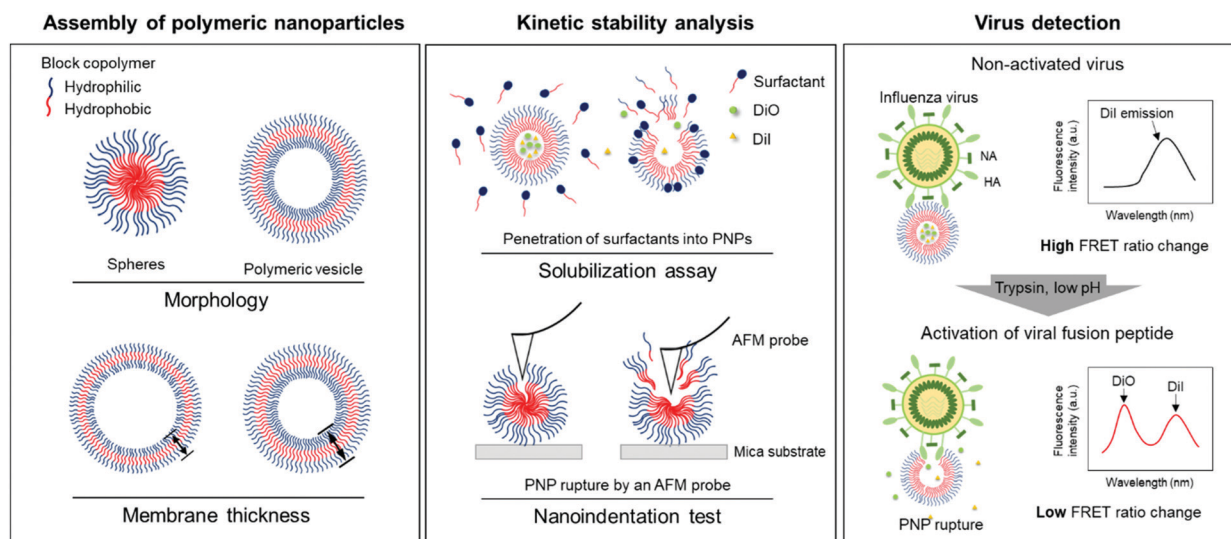 Assembly of polymeric nanoparticles
Block copolymer
Hydrophilic
Hydrophobic
Spheres
Polymeric vesicle
Morphology
Membrane thickness
Kinetic stability analysis
Surfactant
DiO
DiI
Penetration of surfactants into PNPs
Solubilization assay
AFM probe
Mica substrate
PNP rupture by an AFM probe
Nanoindentation test
Virus detection
Non-activated virus
Influenza virus
NA
HA
DiI emission
Fluorescence
intensity (a.u.)
Wavelength (nm)
High FRET ratio change
Trypsin, low pH
Activation of viral fusion peptide
DiO
DiI
Fluorescence
intensity (a.u.)
Wavelength (nm)
PNP rupture
Low FRET ratio change